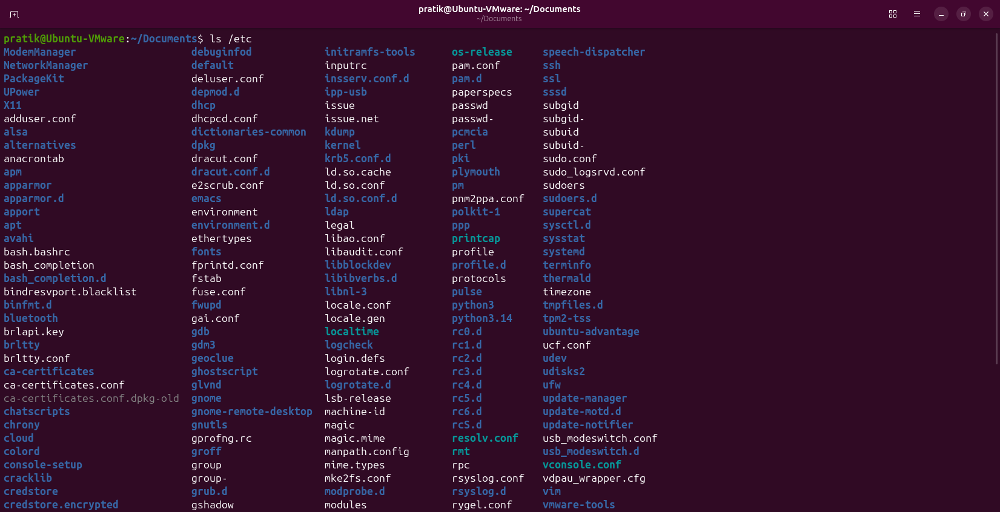 pratik@Ubuntu-VMware: ~/Documents
~/Documents
pratik@Ubuntu-VMware:~/Documents$ ls /etc
ModemManager debuginfod initramfs-tools os-release speech-dispatcher
NetworkManager default inputrc pam.conf ssh
PackageKit deluser.conf insserv.conf.d pam.d ssl
UPower depmod.d ipp-usb paperspecs sssd
X11 dhcp issue passwd subgid
adduser.conf dhcpcd.conf issue.net passwd- subgid-
alsa dictionaries-common kdump pcmcia subuid
alternatives dpkg kernel perl subuid-
anacrontab dracut.conf krb5.conf.d pki sudo.conf
apm dracut.conf.d ld.so.cache plymouth sudo_logsrvd.conf
apparmor e2scrub.conf ld.so.conf pm sudoers
apparmor.d emacs ld.so.conf.d pnm2ppa.conf sudoers.d
apport environment ldap polkit-1 supercat
apt environment.d legal ppp sysctl.d
avahi ethertypes libao.conf printcap sysstat
bash.bashrc fonts libaudit.conf profile systemd
bash_completion fprintd.conf libblockdev profile.d terminfo
bash_completion.d fstab libibverbs.d protocols thermald
bindresvport.blacklist fuse.conf libnl-3 pulse timezone
binfmt.d fwupd locale.conf python3 tmpfiles.d
bluetooth gai.conf locale.gen python3.14 tpm2-tss
brlapi.key gdb localtime rc0.d ubuntu-advantage
brltty gdm3 logcheck rc1.d ucf.conf
brltty.conf geoclue login.defs rc2.d udev
ca-certificates ghostscript logrotate.conf rc3.d udisks2
ca-certificates.conf glvnd logrotate.d rc4.d ufw
ca-certificates.conf.dpkg-old gnome lsb-release rc5.d update-manager
chatscripts gnome-remote-desktop machine-id rc6.d update-motd.d
chrony gnutls magic rcS.d update-notifier
cloud gprofng.rc magic.mime resolv.conf usb_modeswitch.conf
colord groff manpath.config rmt usb_modeswitch.d
console-setup group mime.types rpc vconsole.conf
cracklib group- mke2fs.conf rsyslog.conf vdpau_wrapper.cfg
credstore grub.d modprobe.d rsyslog.d vim
credstore.encrypted gshadow modules rygel.conf vmware-tools